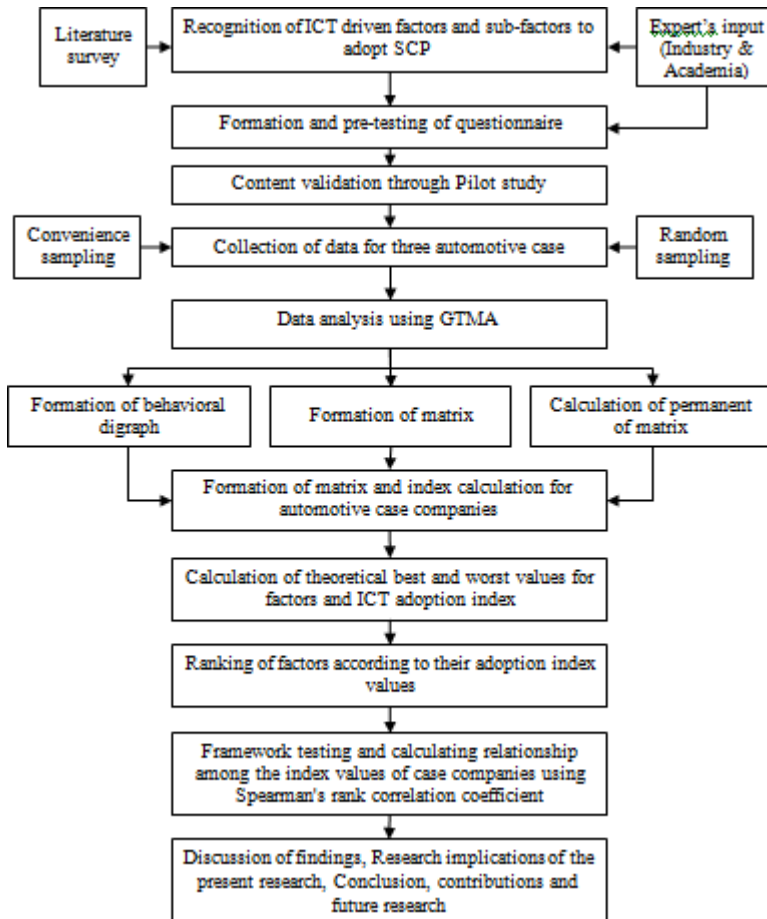 Literature
survey
Recognition of ICT driven factors and sub-factors to
adopt SCP
Expert's input
(Industry &
Academia)
Formation and pre-testing of questionnaire
Content validation through Pilot study
Convenience
sampling
Collection of data for three automotive case
Random
sampling
Data analysis using GTMA
Formation of behavioral
digraph
Formation of matrix
Calculation of permanent
of matrix
Formation of matrix and index calculation for
automotive case companies
Calculation of theoretical best and worst values for
factors and ICT adoption index
Ranking of factors according to their adoption index
values
Framework testing and calculating relationship
among the index values of case companies using
Spearman's rank correlation coefficient
Discussion of findings, Research implications of the
present research, Conclusion, contributions and
future research